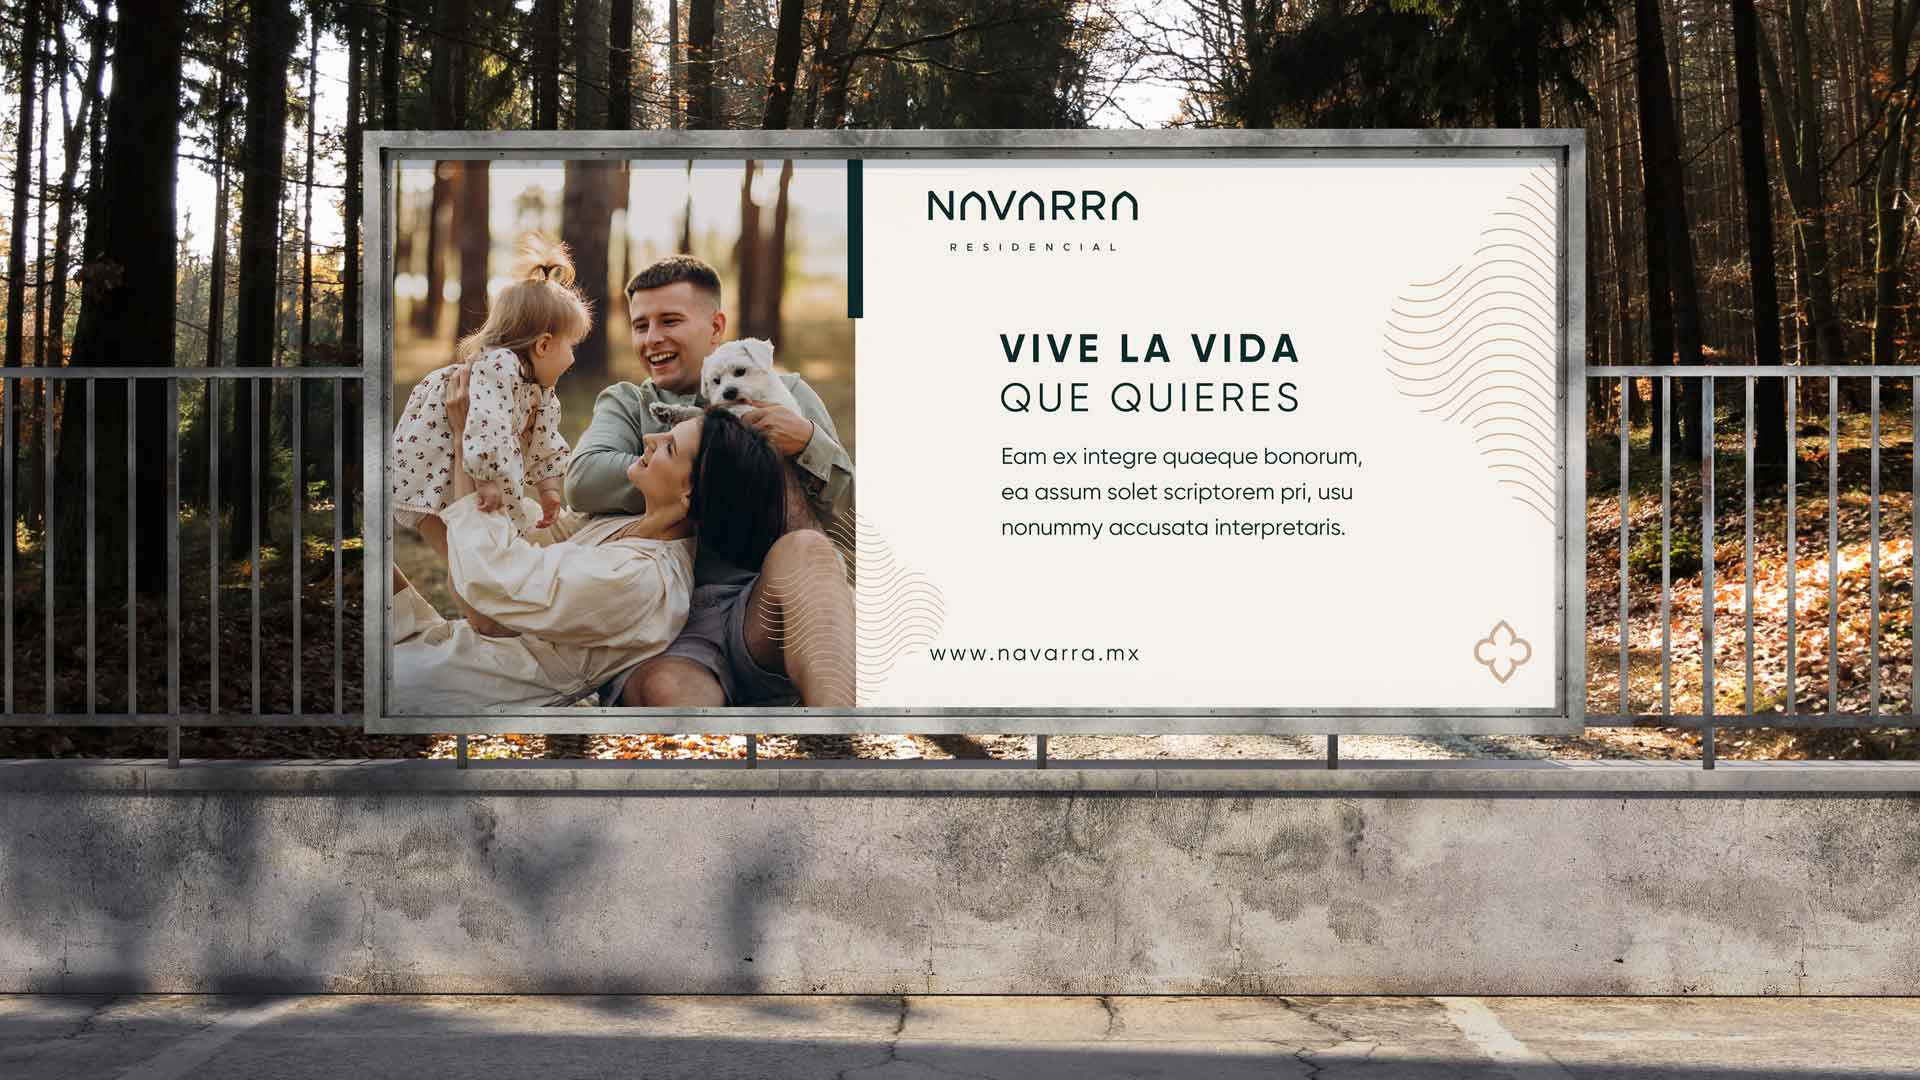 NAVARRA
RESIDENCIAL
VIVE LA VIDA
QUE QUIERES
Eam ex integre quaeque bonorum,
ea assum solet scriptorem pri, usu
nonummy accusata interpretaris.
www.navarra.mx